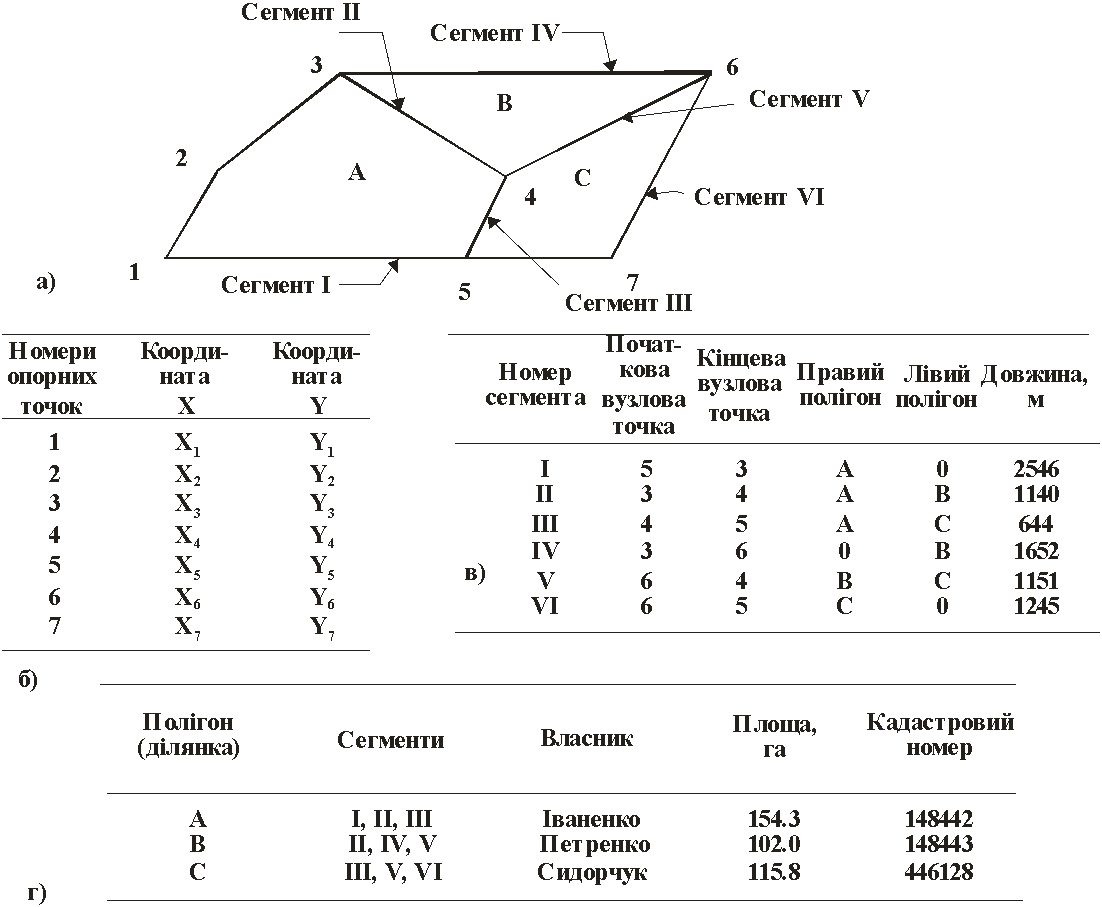 Сегмент II
Сегмент IV
3
6
B
Сегмент V
2
A
C
4
Сегмент VI
1
Сегмент I
5
7
Сегмент III
а)
Номери опорних точок Коорди-ната X Коорди-ната Y
1 X1 Y1
2 X2 Y2
3 X3 Y3
4 X4 Y4
5 X5 Y5
6 X6 Y6
7 X7 Y7
б)
Номер сегмента Почат-кова вузлова точка Кінцева вузлова точка Правий полігон Лівий полігон Довжина, м
I 5 3 A 0 2546
II 3 4 A B 1140
III 4 5 A C 644
IV 3 6 0 B 1652
V 6 4 B C 1151
VI 6 5 C 0 1245
в)
Полігон (ділянка) Сегменти Власник Площа, га Кадастровий номер
A I, II, III Іваненко 154.3 148442
B II, IV, V Петренко 102.0 148443
C III, V, VI Сидорчук 115.8 446128
г)